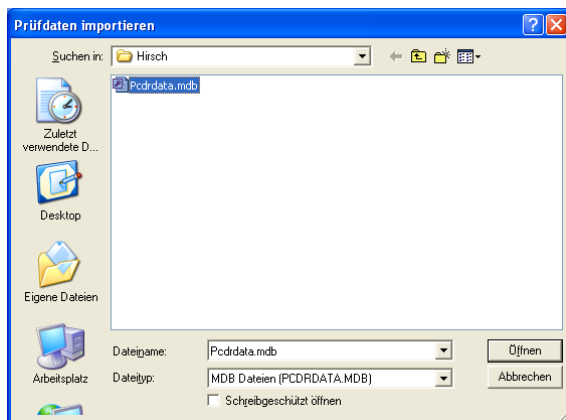 Prüfdaten importieren
Suchen in: Hirsch
Pcdrdata.mdb
Zuletzt
verwendete D...
Desktop
Eigene Dateien
Arbeitsplatz
Dateiname: Pcdrdata.mdb Öffnen
Dateityp: MDB Dateien (PCDRDATA.MDB) Abbrechen
Schreibgeschützt öffnen